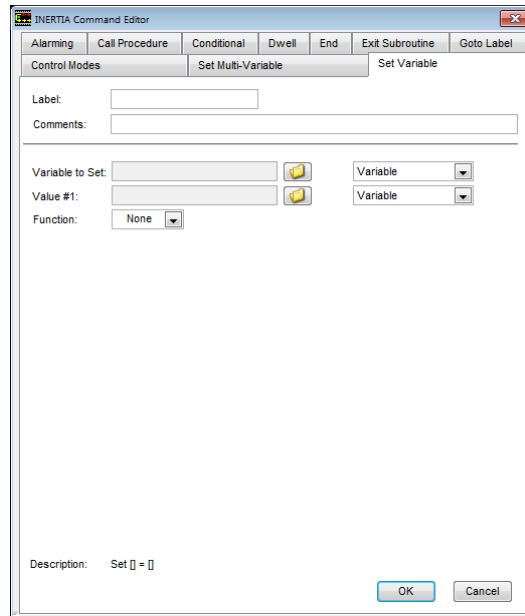 INERTIA Command Editor
Alarming Call Procedure Conditional Dwell End Exit Subroutine Goto Label
Control Modes Set Multi-Variable Set Variable
Label:
Comments:
Variable to Set: Variable
Value #1: Variable
Function: None
Description: Set [] = []
OK Cancel